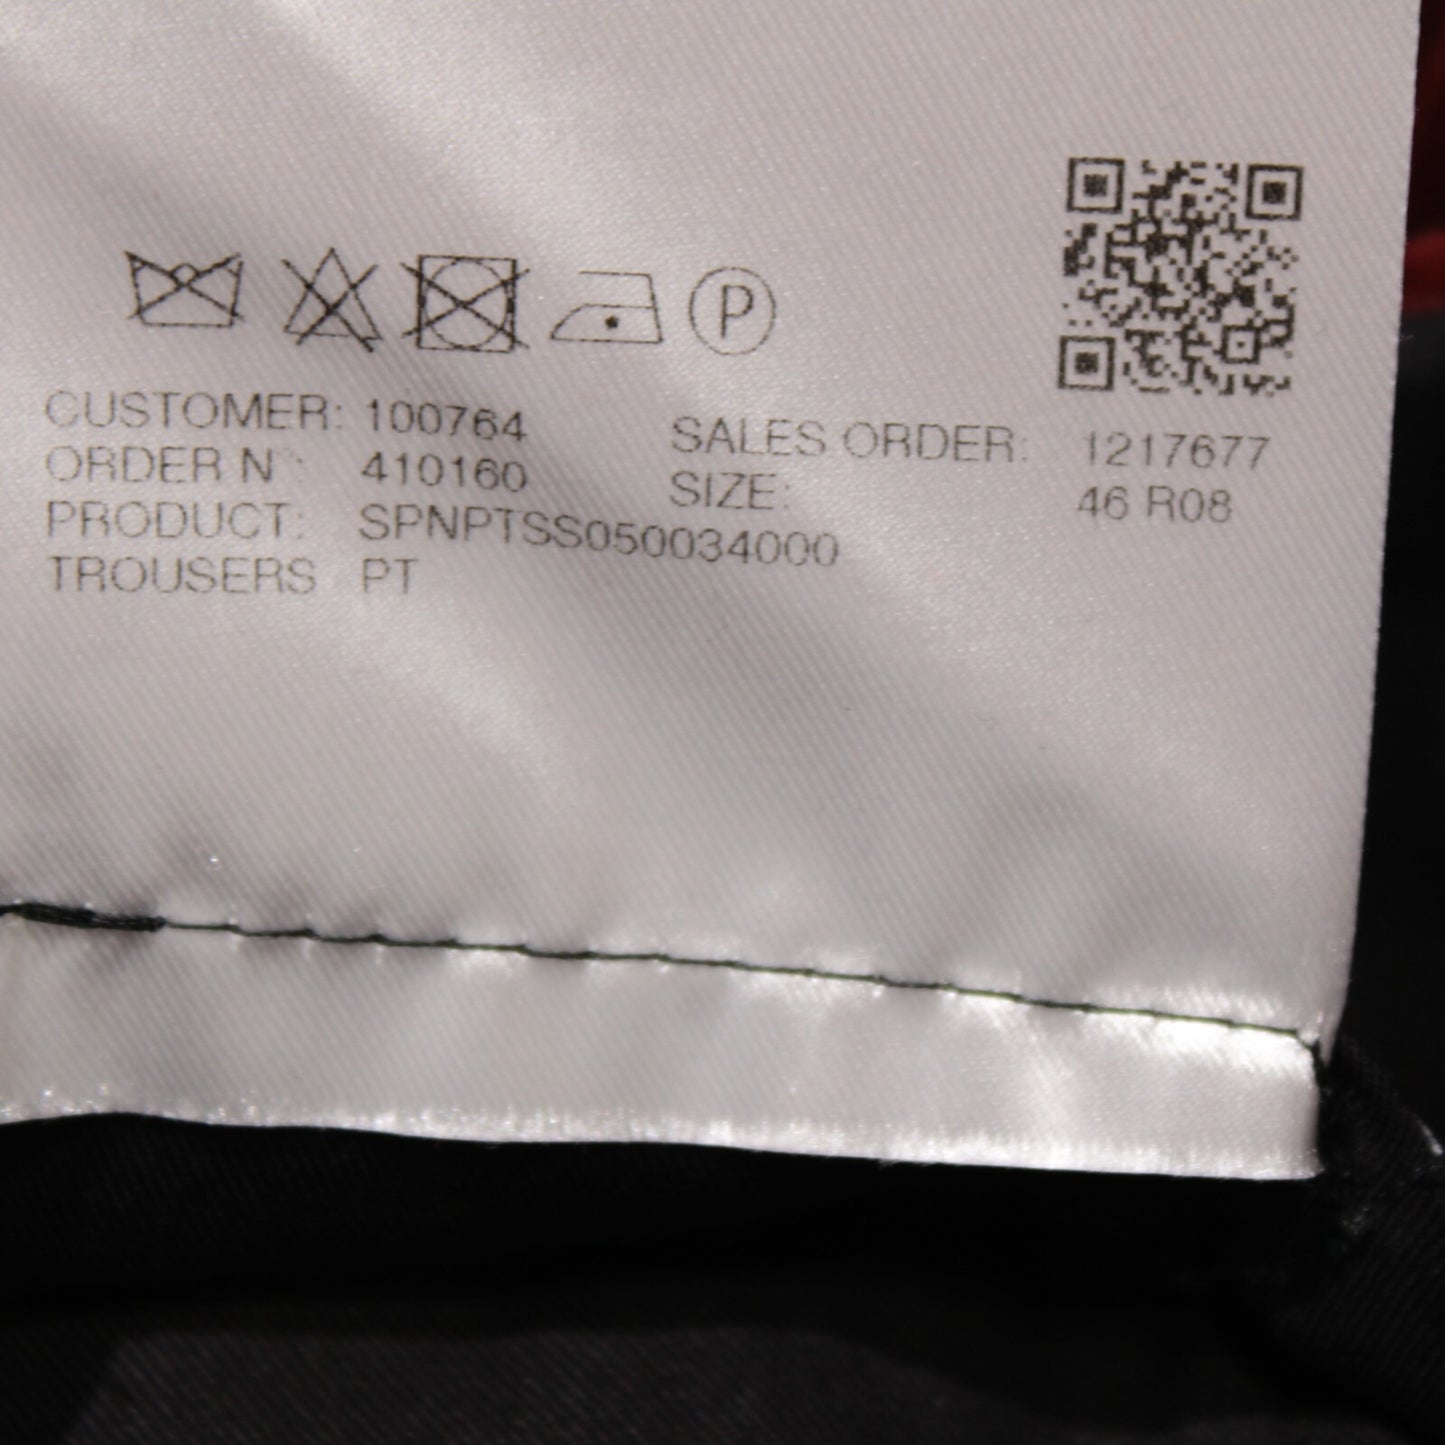 P
CUSTOMER: 100764
ORDER N°: 410160
PRODUCT: SPNPTSS050034000
TROUSERS PT
SALES ORDER: 1217677
SIZE: 46 R08